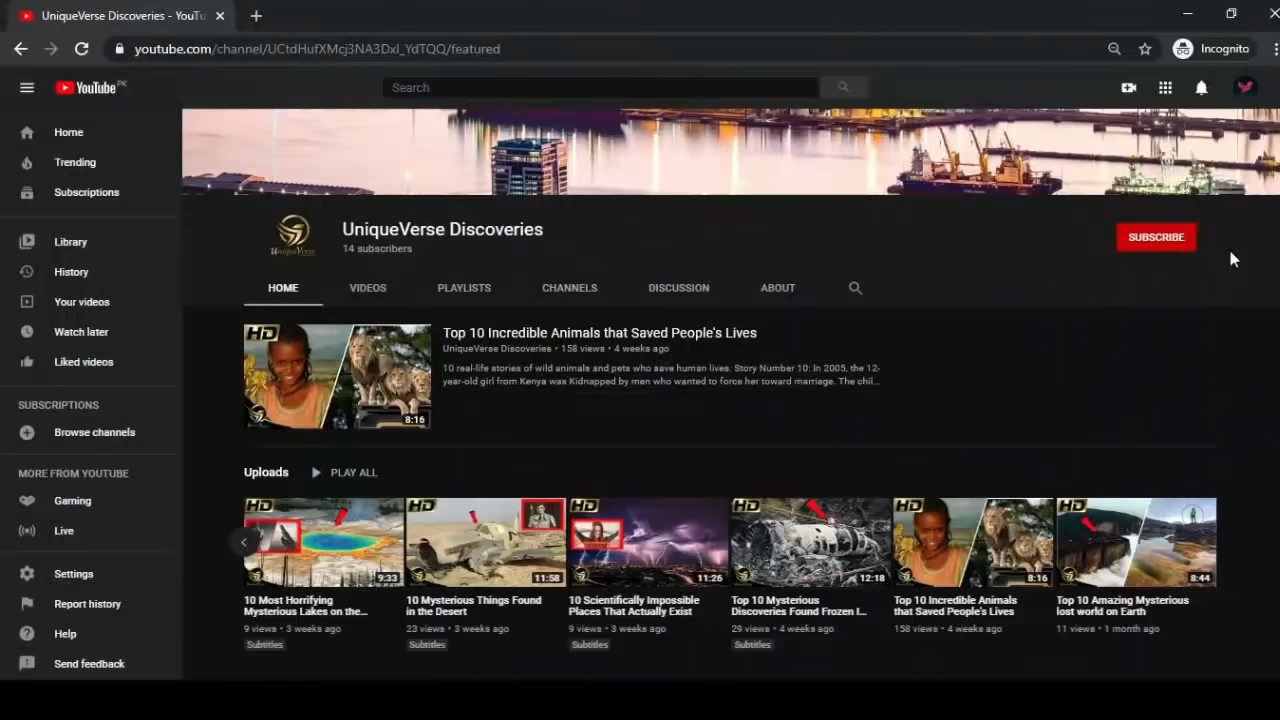 UniqueVerse Discoveries - YouTu
youtube.com/channel/UCtdHufXMcj3NA3DxI_YdTQQ/featured
Incognito
YouTube PK
Search
Home
Trending
Subscriptions
Library
History
Your videos
Watch later
Liked videos
SUBSCRIPTIONS
Browse channels
MORE FROM YOUTUBE
Gaming
Live
Settings
Report history
Help
Send feedback
UniqueVerse
UniqueVerse Discoveries
14 subscribers
SUBSCRIBE
HOME VIDEOS PLAYLISTS CHANNELS DISCUSSION ABOUT
HD
8:16
Top 10 Incredible Animals that Saved People's Lives
UniqueVerse Discoveries • 158 views • 4 weeks ago
10 real-life stories of wild animals and pets who save human lives. Story Number 10: In 2005, the 12-
year-old girl from Kenya was Kidnapped by men who wanted to force her toward marriage. The chil...
Uploads PLAY ALL
HD
9:33
10 Most Horrifying
Mysterious Lakes on the...
9 views • 3 weeks ago
Subtitles
HD
11:58
10 Mysterious Things Found
in the Desert
23 views • 3 weeks ago
Subtitles
HD
11:26
10 Scientifically Impossible
Places That Actually Exist
9 views • 3 weeks ago
Subtitles
HD
12:18
Top 10 Mysterious
Discoveries Found Frozen I...
29 views • 4 weeks ago
Subtitles
HD
8:16
Top 10 Incredible Animals
that Saved People's Lives
158 views • 4 weeks ago
HD
8:44
Top 10 Amazing Mysterious
lost world on Earth
11 views • 1 month ago